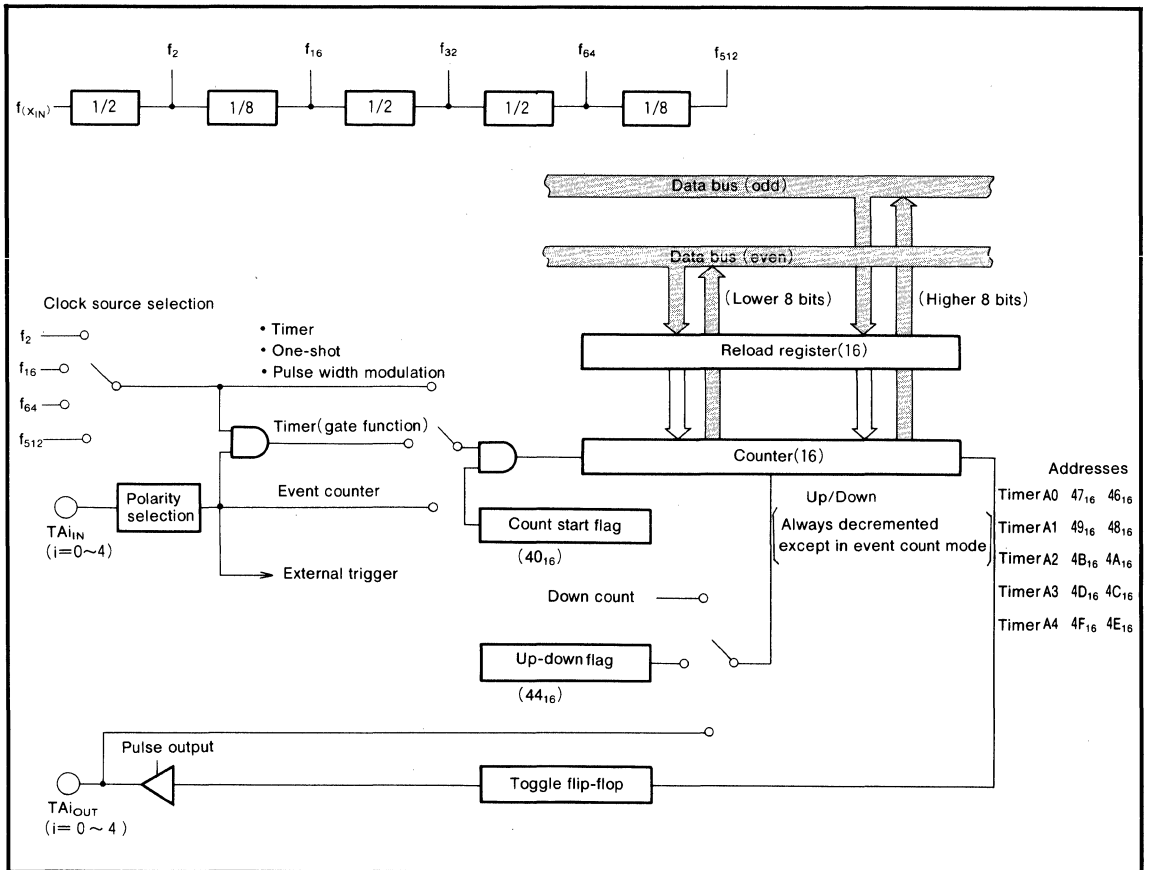 f₂ f₁₆ f₃₂ f₆₄ f₅₁₂
f(X_IN) 1/2 1/8 1/2 1/2 1/8
Data bus (odd)
Data bus (even)
(Lower 8 bits) (Higher 8 bits)
Clock source selection
f₂
f₁₆
f₆₄
f₅₁₂
• Timer
• One-shot
• Pulse width modulation
Reload register(16)
Timer(gate function)
Counter(16)
Polarity
selection
Event counter
TAi_IN
(i=0~4)
External trigger
Count start flag
(40₁₆)
Up/Down
(Always decremented
except in event count mode)
Addresses
Timer A0 47₁₆ 46₁₆
Timer A1 49₁₆ 48₁₆
Timer A2 4B₁₆ 4A₁₆
Timer A3 4D₁₆ 4C₁₆
Timer A4 4F₁₆ 4E₁₆
Down count
Up-down flag
(44₁₆)
Pulse output
Toggle flip-flop
TAi_OUT
(i=0~4)